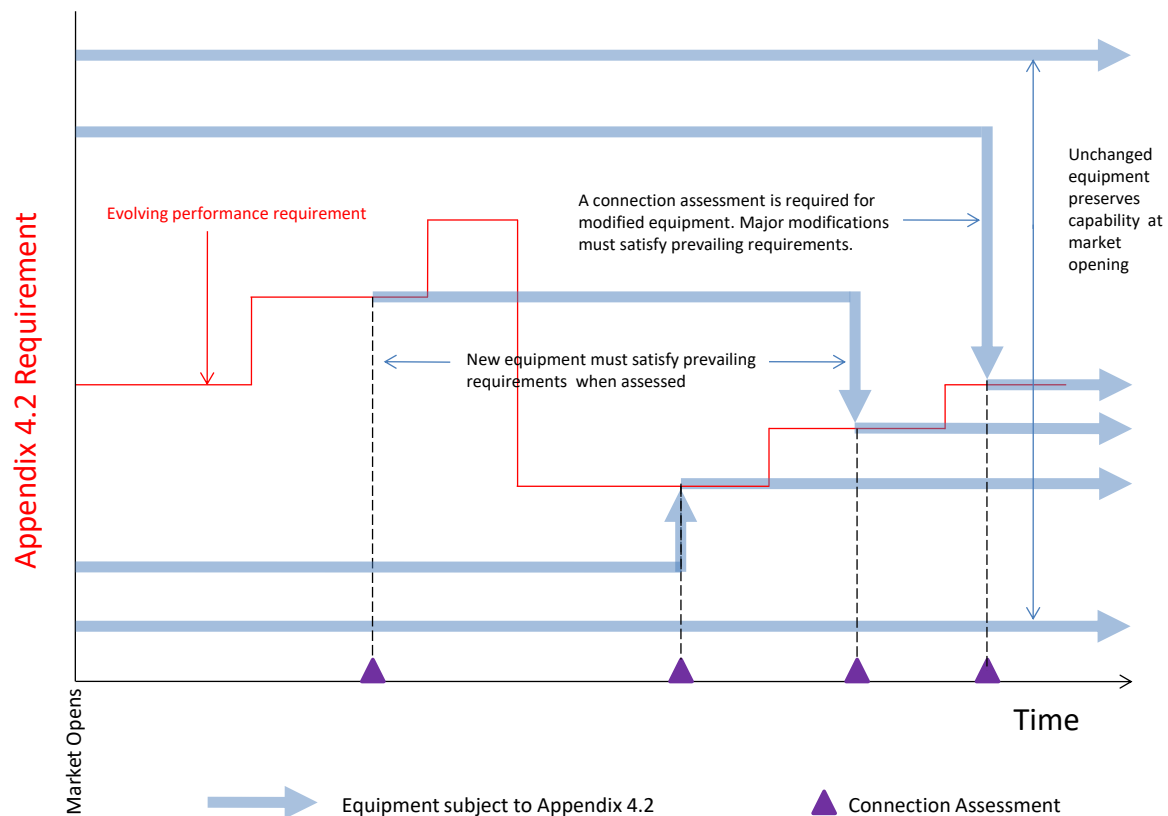 Appendix 4.2 Requirement
Evolving performance requirement
A connection assessment is required for
modified equipment. Major modifications
must satisfy prevailing requirements.
Unchanged
equipment
preserves
capability at
market
opening
New equipment must satisfy prevailing
requirements when assessed
Market Opens
Time
Equipment subject to Appendix 4.2
Connection Assessment